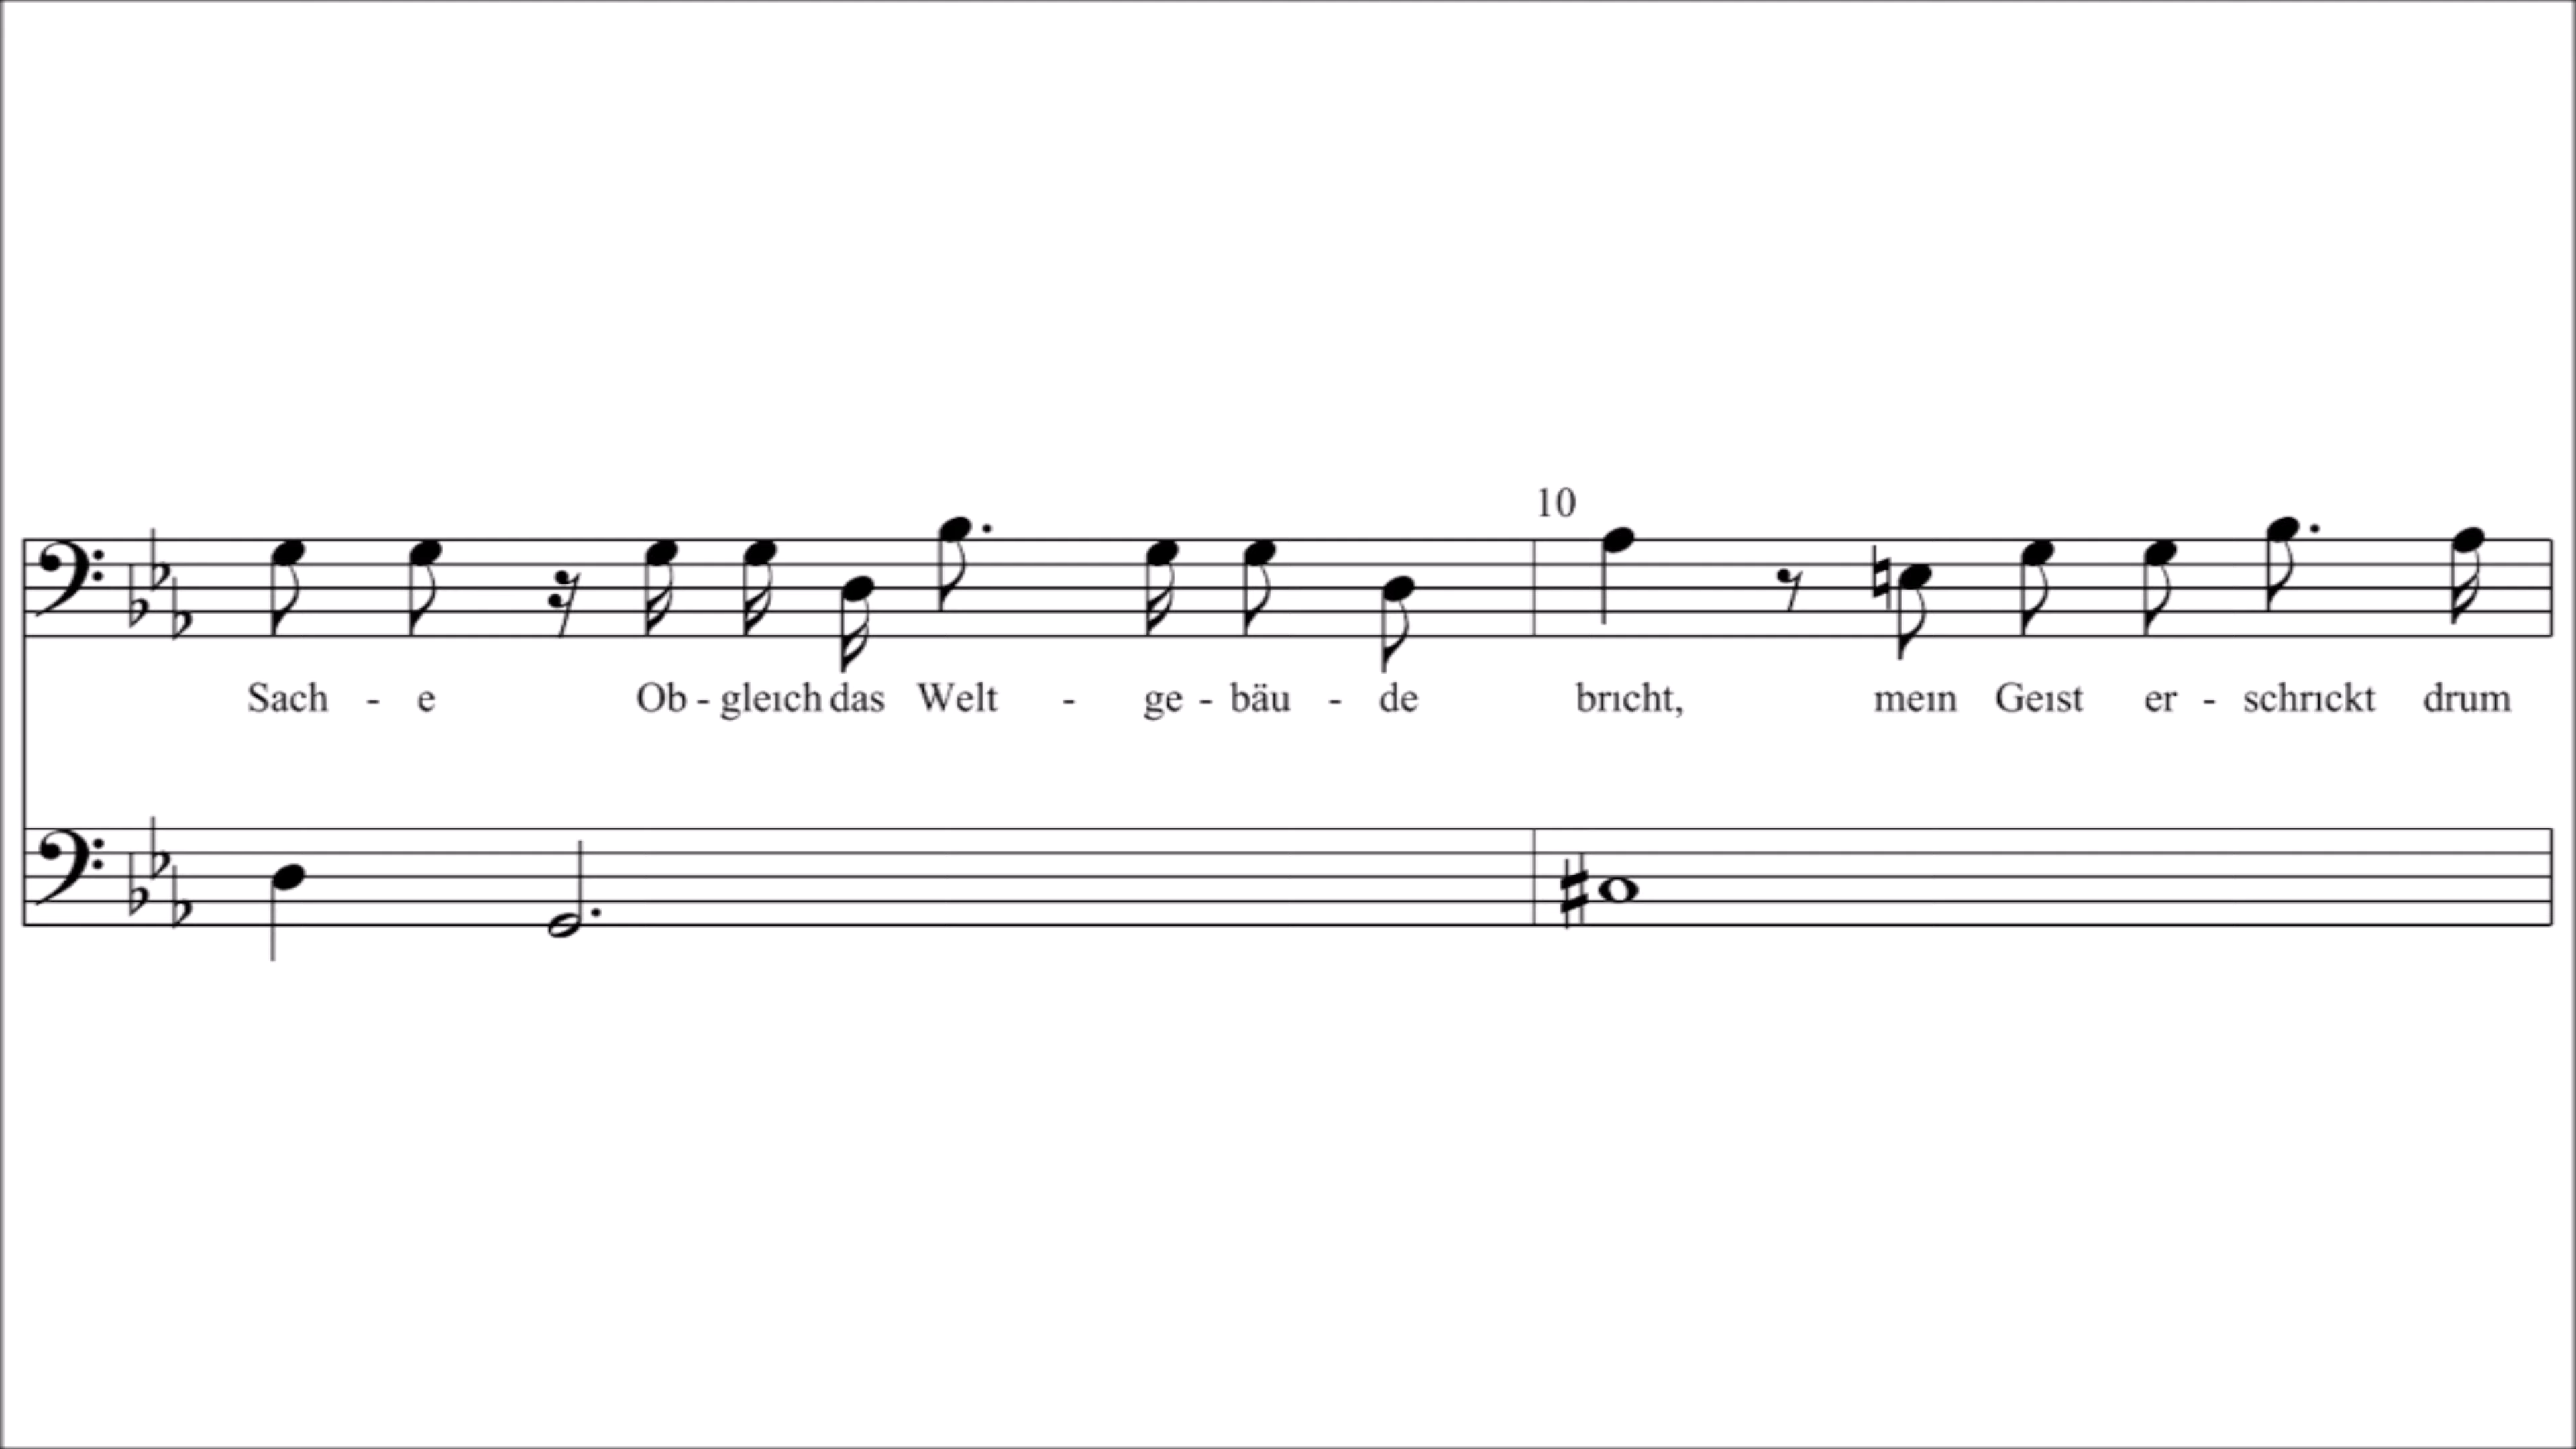 10
Sach - e Ob - gleich das Welt - ge - bäu - de bricht, mein Geist er - schrickt drum